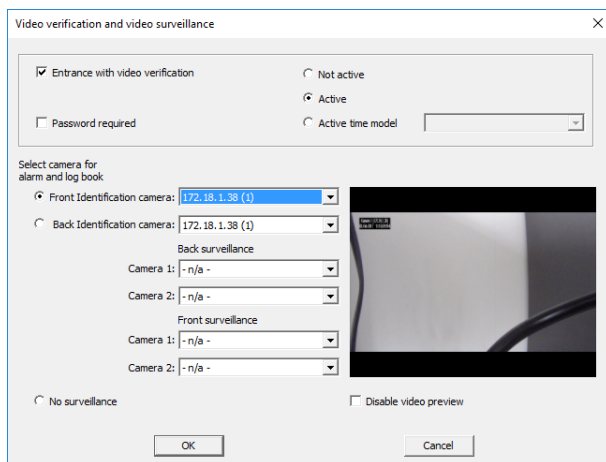 Video verification and video surveillance
Entrance with video verification
Not active
Active
Password required
Active time model
Select camera for
alarm and log book
Front Identification camera: 172.18.1.38 (1)
Back Identification camera: 172.18.1.38 (1)
Back surveillance
Camera 1: - n/a -
Camera 2: - n/a -
Front surveillance
Camera 1: - n/a -
Camera 2: - n/a -
No surveillance
Disable video preview
OK
Cancel